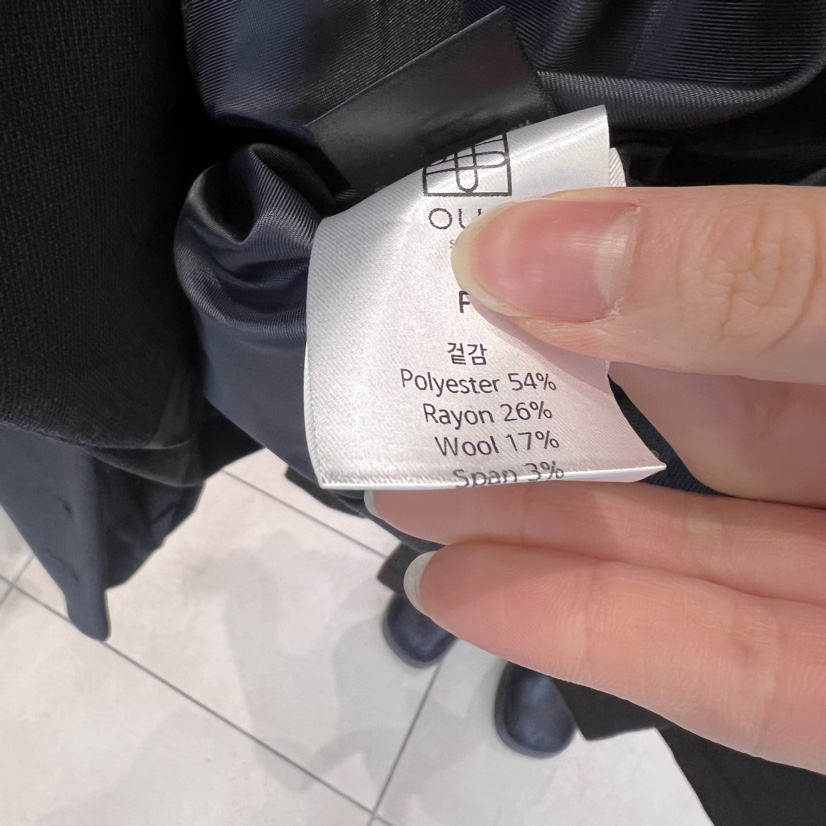 겉감
Polyester 54%
Rayon 26%
Wool 17%
Span 3%